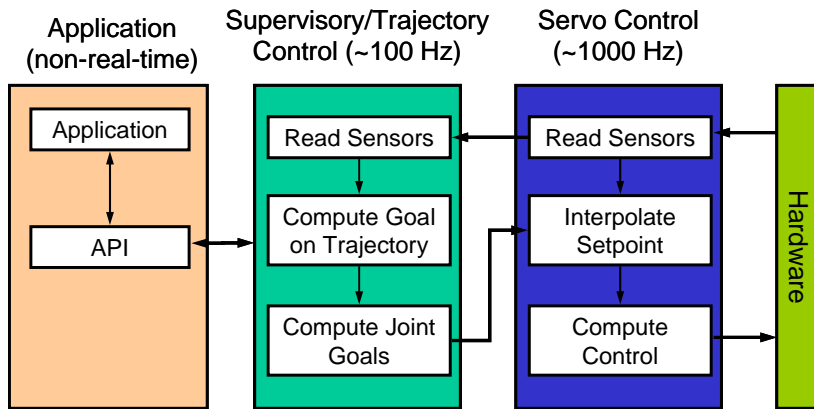 Application
(non-real-time)
Supervisory/Trajectory
Control (~100 Hz)
Servo Control
(~1000 Hz)
Application
API
Read Sensors
Compute Goal
on Trajectory
Compute Joint
Goals
Read Sensors
Interpolate
Setpoint
Compute
Control
Hardware